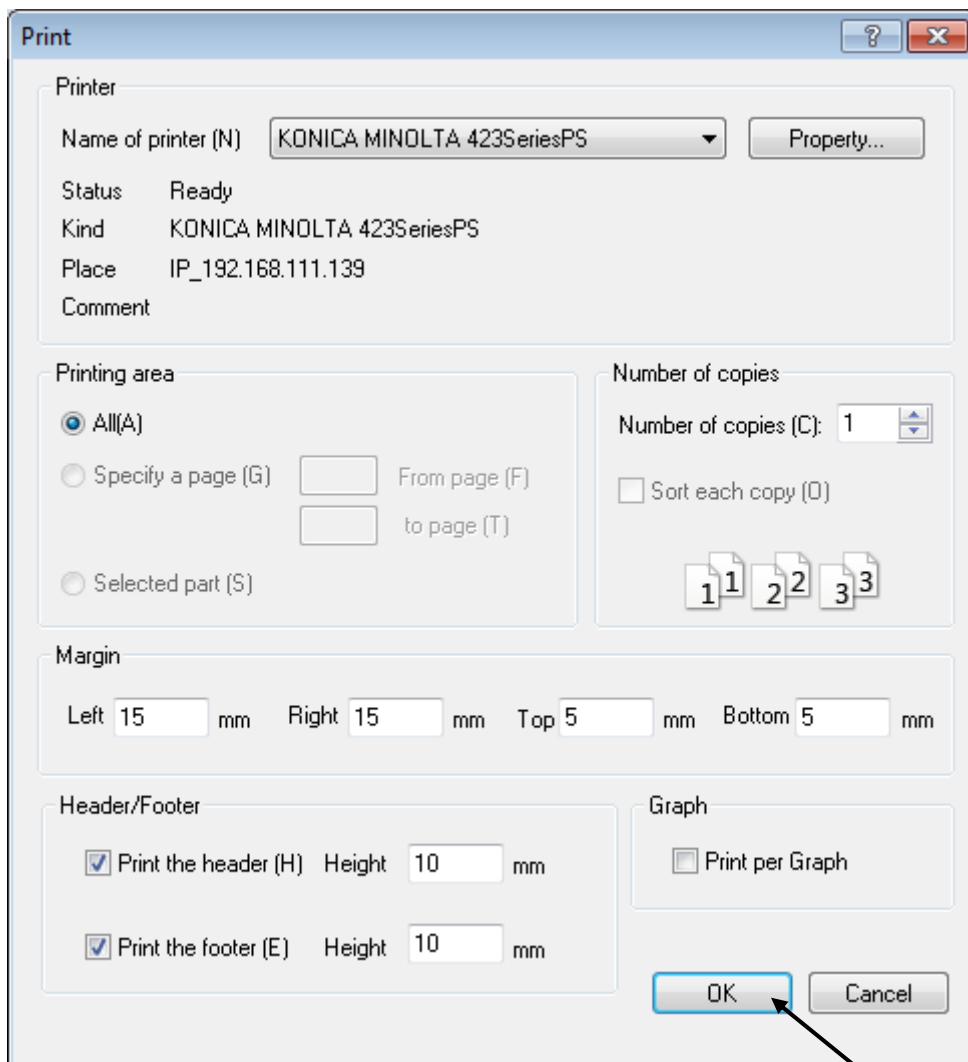 Print
Printer
Name of printer (N) KONICA MINOLTA 423SeriesPS Property...
Status Ready
Kind KONICA MINOLTA 423SeriesPS
Place IP_192.168.111.139
Comment
Printing area
All(A)
Specify a page (G) From page (F)
to page (T)
Selected part (S)
Number of copies
Number of copies (C): 1
Sort each copy (O)
1 1 2 2 3 3
Margin
Left 15 mm Right 15 mm Top 5 mm Bottom 5 mm
Header/Footer
Print the header (H) Height 10 mm
Print the footer (E) Height 10 mm
Graph
Print per Graph
OK Cancel